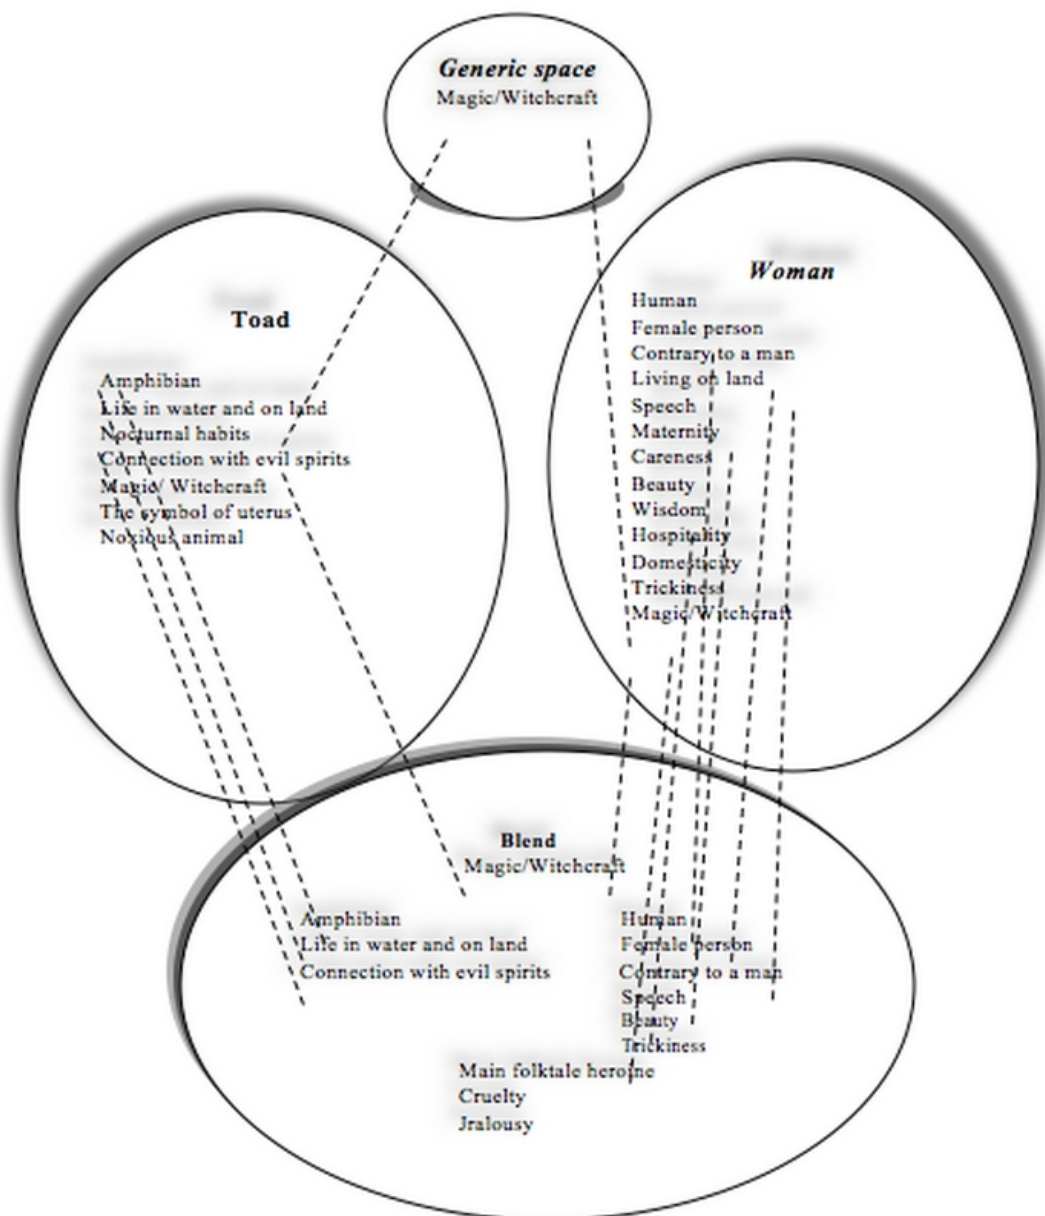 Generic space
Magic/Witchcraft
Toad
Amphibian
Life in water and on land
Nocturnal habits
Connection with evil spirits
Magic/ Witchcraft
The symbol of uterus
Noxious animal
Woman
Human
Female person
Contrary to a man
Living on land
Speech
Maternity
Careness
Beauty
Wisdom
Hospitality
Domesticity
Trickiness
Magic/Witchcraft
Blend
Magic/Witchcraft
Amphibian
Life in water and on land
Connection with evil spirits
Human
Female person
Contrary to a man
Speech
Beauty
Trickiness
Main folktale heroine
Cruelty
Jralousy